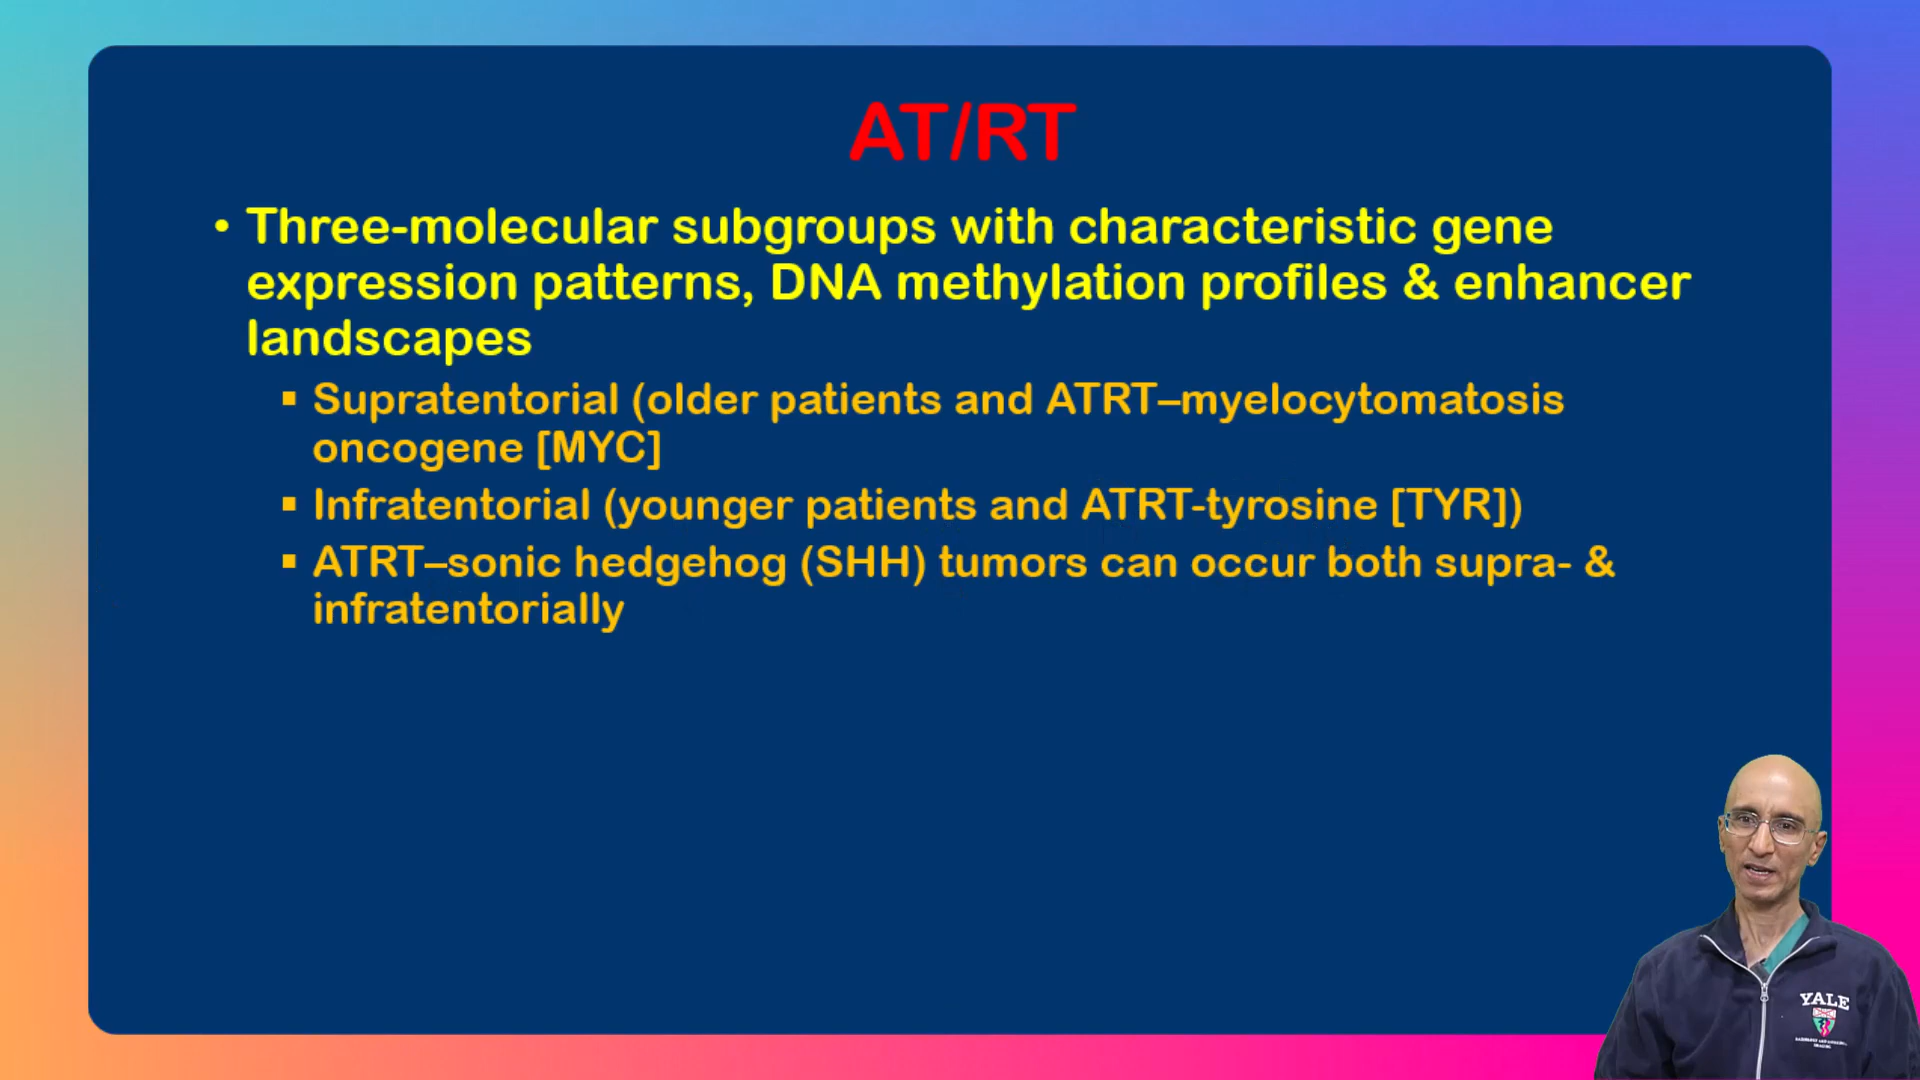 AT/RT
• Three-molecular subgroups with characteristic gene
expression patterns, DNA methylation profiles & enhancer
landscapes
▪ Supratentorial (older patients and ATRT–myelocytomatosis
oncogene [MYC]
▪ Infratentorial (younger patients and ATRT-tyrosine [TYR])
▪ ATRT–sonic hedgehog (SHH) tumors can occur both supra- &
infratentorially
YALE